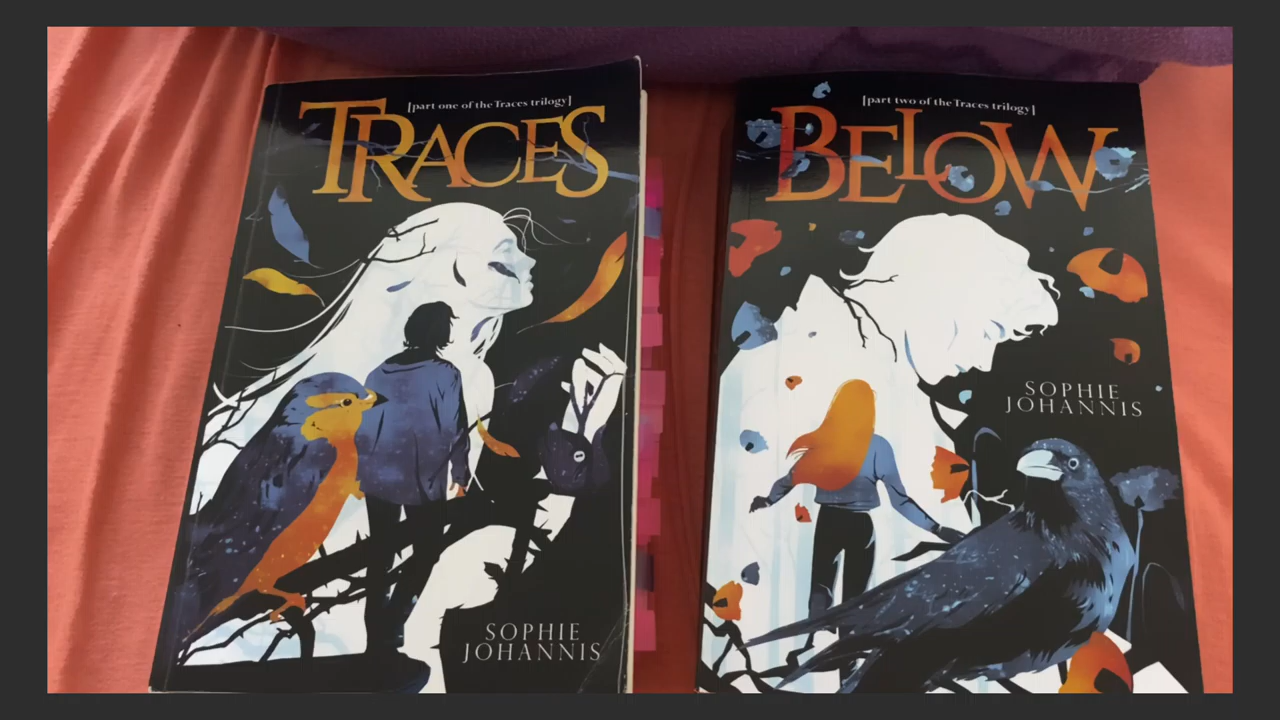 [part one of the Traces trilogy]
TRACES
SOPHIE
JOHANNIS
[part two of the Traces trilogy]
BELOW
SOPHIE
JOHANNIS